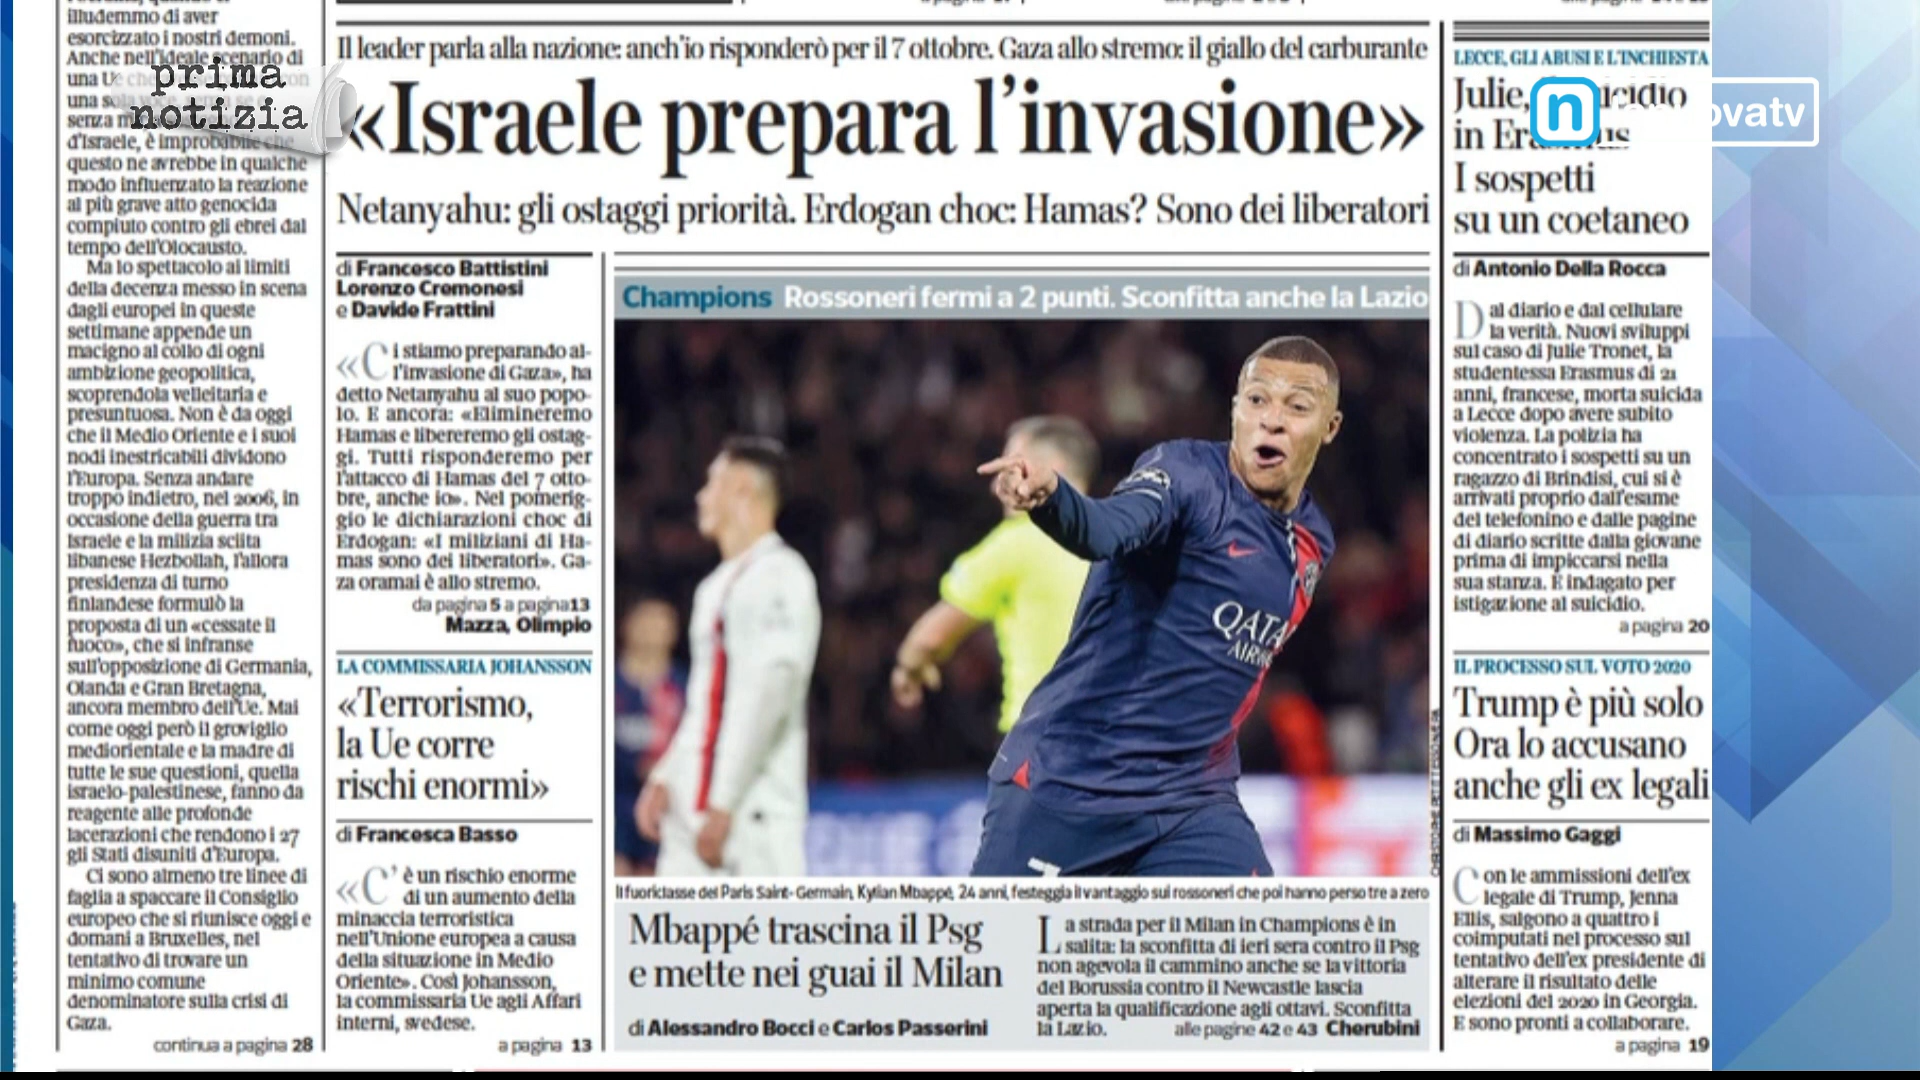 illudemmo di aver
esorcizzato i nostri demoni.
Anche nell'ideale scenario di
una Ue che
una sola voce
senza
d'Israele, è improbabile che
questo ne avrebbe in qualche
modo influenzato la reazione
al più grave atto genocida
compiuto contro gli ebrei dal
tempo dell'Olocausto.
Ma lo spettacolo ai limiti
della decenza messo in scena
dagli europei in queste
settimane appende un
macigno al collo di ogni
ambizione geopolitica,
scoprendola velleitaria e
presuntuosa. Non è da oggi
che il Medio Oriente e i suoi
nodi inestricabili dividono
l'Europa. Senza andare
troppo indietro, nel 2006, in
occasione della guerra tra
Israele e la milizia sciita
libanese Hezbollah, l'allora
presidenza di turno
finlandese formulò la
proposta di un «cessate il
fuoco», che si infranse
sull'opposizione di Germania,
Olanda e Gran Bretagna,
ancora membro dell'Ue. Mai
come oggi però il groviglio
mediorientale e la madre di
tutte le sue questioni, quella
israelo-palestinese, fanno da
reagente alle profonde
lacerazioni che rendono i 27
gli Stati disuniti d'Europa.
Ci sono almeno tre linee di
faglia a spaccare il Consiglio
europeo che si riunisce oggi e
domani a Bruxelles, nel
tentativo di trovare un
minimo comune
denominatore sulla crisi di
Gaza.
continua a pagina 28
prima
notizia
Il leader parla alla nazione: anch'io risponderò per il 7 ottobre. Gaza allo stremo: il giallo del carburante
«Israele prepara l'invasione»
Netanyahu: gli ostaggi priorità. Erdogan choc: Hamas? Sono dei liberatori
di Francesco Battistini
Lorenzo Cremonesi
e Davide Frattini
«Ci stiamo preparando al-
l'invasione di Gaza», ha
detto Netanyahu al suo popo-
lo. E ancora: «Elimineremo
Hamas e libereremo gli ostag-
gi. Tutti risponderemo per
l'attacco di Hamas del 7 otto-
bre, anche io». Nel pomerig-
gio le dichiarazioni choc di
Erdogan: «I miliziani di Ha-
mas sono dei liberatori». Ga-
za oramai è allo stremo.
da pagina 5 a pagina 13
Mazza, Olimpio
LA COMMISSARIA JOHANSSON
«Terrorismo,
la Ue corre
rischi enormi»
di Francesca Basso
«C'è un rischio enorme
di un aumento della
minaccia terroristica
nell'Unione europea a causa
della situazione in Medio
Oriente». Così Johansson,
la commissaria Ue agli Affari
interni, svedese.
a pagina 13
Champions Rossoneri fermi a 2 punti. Sconfitta anche la Lazio
QATAR
AIRWAYS
CHRISTOPHE PETIT TESSON/EPA
Il fuoriclasse del Paris Saint-Germain, Kylian Mbappé, 24 anni, festeggia il vantaggio sui rossoneri che poi hanno perso tre a zero
Mbappé trascina il Psg
e mette nei guai il Milan
di Alessandro Bocci e Carlos Passerini
La strada per il Milan in Champions è in
salita: la sconfitta di ieri sera contro il Psg
non agevola il cammino anche se la vittoria
del Borussia contro il Newcastle lascia
aperta la qualificazione agli ottavi. Sconfitta
la Lazio. alle pagine 42 e 43 Cherubini
LECCE, GLI ABUSI E L'INCHIESTA
Julie, suicidio
in Erasmus
I sospetti
su un coetaneo
n
ovatv
di Antonio Della Rocca
Dal diario e dal cellulare
la verità. Nuovi sviluppi
sul caso di Julie Tronet, la
studentessa Erasmus di 21
anni, francese, morta suicida
a Lecce dopo avere subito
violenza. La polizia ha
concentrato i sospetti su un
ragazzo di Brindisi, cui si è
arrivati proprio dall'esame
del telefonino e dalle pagine
di diario scritte dalla giovane
prima di impiccarsi nella
sua stanza. È indagato per
istigazione al suicidio.
a pagina 20
IL PROCESSO SUL VOTO 2020
Trump è più solo
Ora lo accusano
anche gli ex legali
di Massimo Gaggi
Con le ammissioni dell'ex
legale di Trump, Jenna
Ellis, salgono a quattro i
coimputati nel processo sul
tentativo dell'ex presidente di
alterare il risultato delle
elezioni del 2020 in Georgia.
E sono pronti a collaborare.
a pagina 19